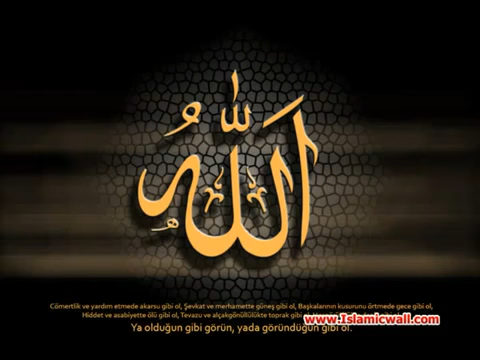 اللّٰهُ
Cömertlik ve yardım etmede akarsu gibi ol, Şevkat ve merhamette güneş gibi ol, Başkalarının kusurunu örtmede gece gibi ol,
Hiddet ve asabiyette ölü gibi ol, Tevazu ve alçakgönüllülükte toprak gibi
www.Islamicwall.com
Ya olduğun gibi görün, yada göründüğün gibi ol.